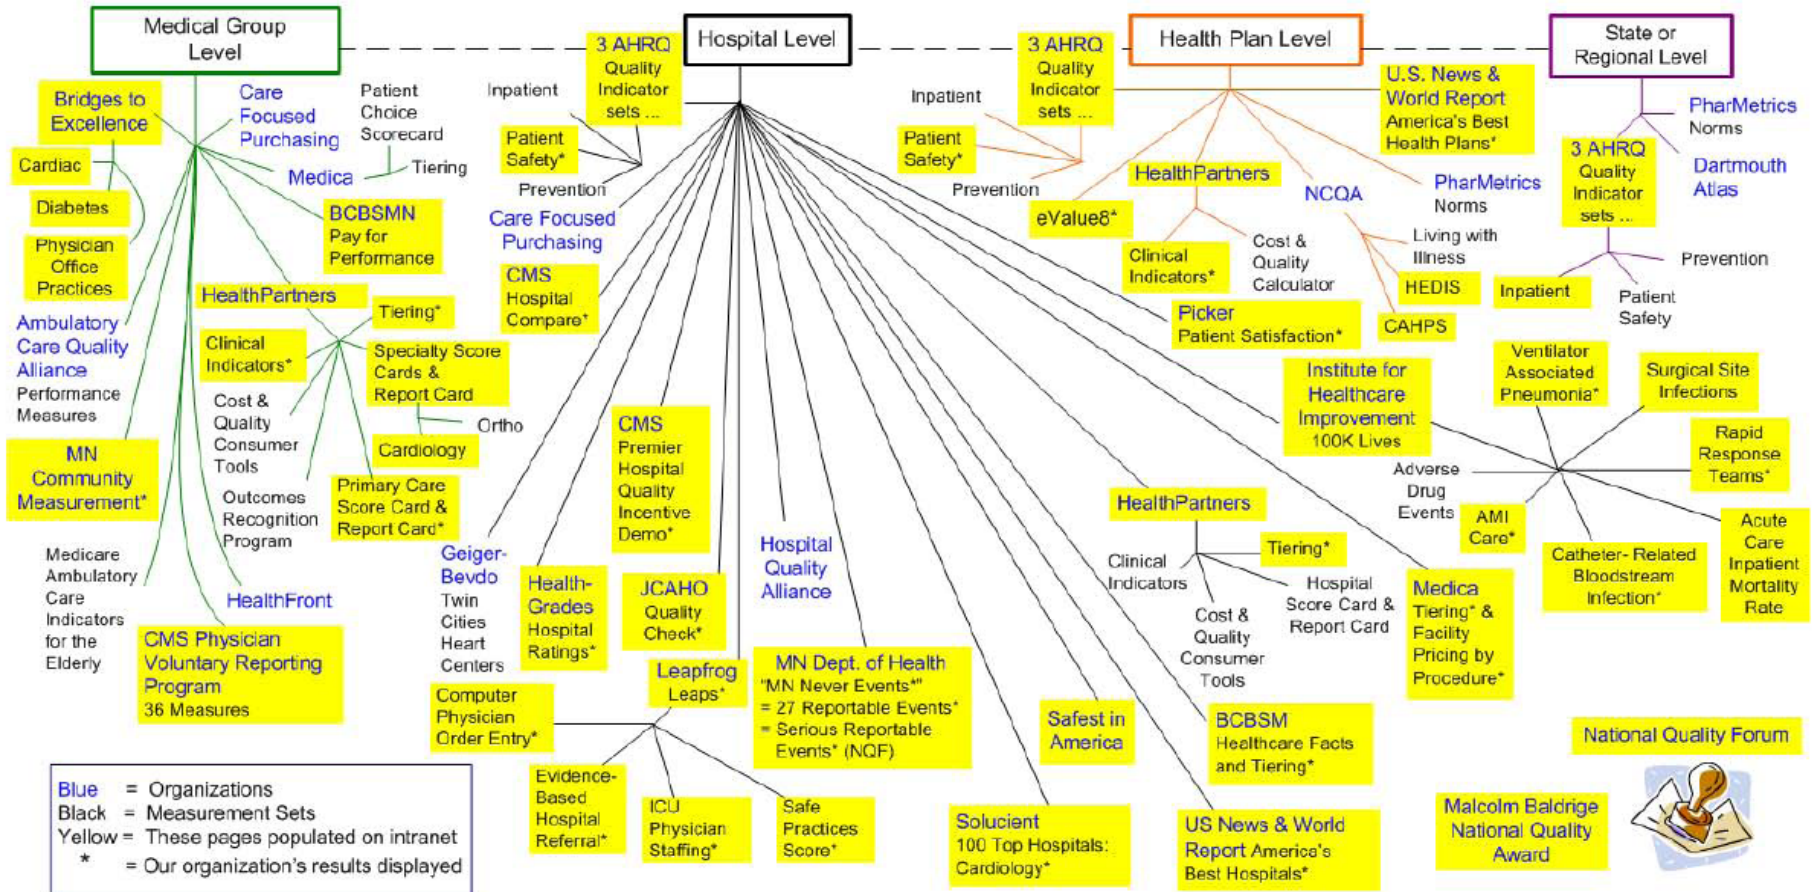 Medical Group
Level
Hospital Level
Health Plan Level
State or
Regional Level
Bridges to
Excellence
Cardiac
Diabetes
Physician
Office
Practices
Care
Focused
Purchasing
Patient
Choice
Scorecard
Medica
Tiering
BCBSMN
Pay for
Performance
HealthPartners
Tiering*
Clinical
Indicators*
Specialty Score
Cards &
Report Card
Ortho
Cardiology
Cost &
Quality
Consumer
Tools
Outcomes
Recognition
Program
Primary Care
Score Card &
Report Card*
Ambulatory
Care Quality
Alliance
Performance
Measures
MN
Community
Measurement*
Medicare
Ambulatory
Care
Indicators
for the
Elderly
HealthFront
CMS Physician
Voluntary Reporting
Program
36 Measures
3 AHRQ
Quality
Indicator
sets ...
Inpatient
Patient
Safety*
Prevention
Care Focused
Purchasing
CMS
Hospital
Compare*
Geiger-
Bevdo
Twin
Cities
Heart
Centers
Health-
Grades
Hospital
Ratings*
CMS
Premier
Hospital
Quality
Incentive
Demo*
JCAHO
Quality
Check*
Leapfrog
Leaps*
Computer
Physician
Order Entry*
Evidence-
Based
Hospital
Referral*
ICU
Physician
Staffing*
Safe
Practices
Score*
Hospital
Quality
Alliance
MN Dept. of Health
"MN Never Events*"
= 27 Reportable Events*
= Serious Reportable
Events* (NQF)
Solucient
100 Top Hospitals:
Cardiology*
Safest in
America
US News & World
Report America's
Best Hospitals*
BCBSM
Healthcare Facts
and Tiering*
HealthPartners
Tiering*
Clinical
Indicators
Hospital
Score Card &
Report Card
Cost &
Quality
Consumer
Tools
Medica
Tiering* &
Facility
Pricing by
Procedure*
Institute for
Healthcare
Improvement
100K Lives
Ventilator
Associated
Pneumonia*
Surgical Site
Infections
Rapid
Response
Teams*
Adverse
Drug
Events
AMI
Care*
Catheter- Related
Bloodstream
Infection*
Acute
Care
Inpatient
Mortality
Rate
Picker
Patient Satisfaction*
3 AHRQ
Quality
Indicator
sets ...
Inpatient
Patient
Safety*
Prevention
eValue8*
HealthPartners
Clinical
Indicators*
Cost &
Quality
Calculator
NCQA
Living with
Illness
HEDIS
CAHPS
PharMetrics
Norms
U.S. News &
World Report
America's Best
Health Plans*
PharMetrics
Norms
Dartmouth
Atlas
3 AHRQ
Quality
Indicator
sets ...
Inpatient
Patient
Safety
Prevention
National Quality Forum
Malcolm Baldrige
National Quality
Award
Blue = Organizations
Black = Measurement Sets
Yellow = These pages populated on intranet
* = Our organization's results displayed